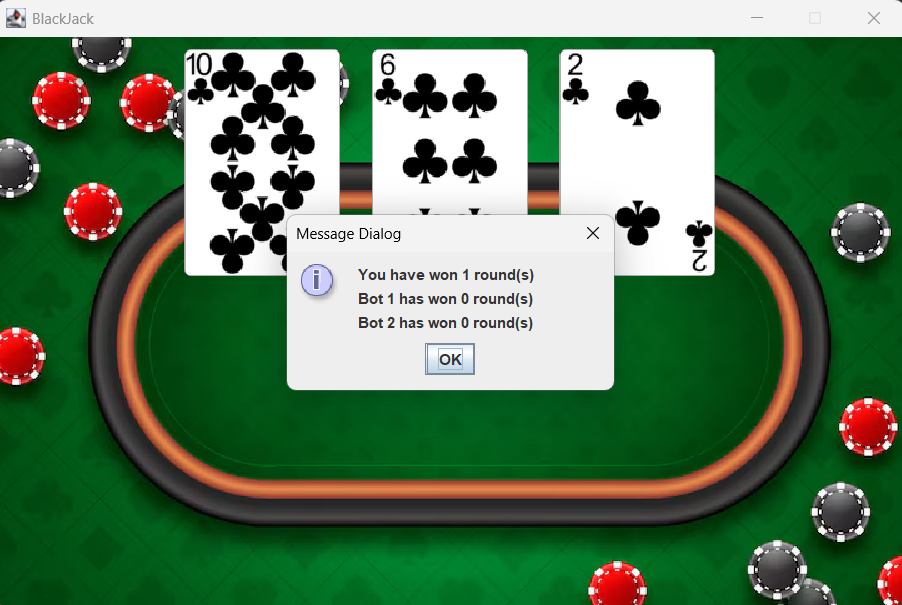 BlackJack
10
6
2
Message Dialog
You have won 1 round(s)
Bot 1 has won 0 round(s)
Bot 2 has won 0 round(s)
2
OK